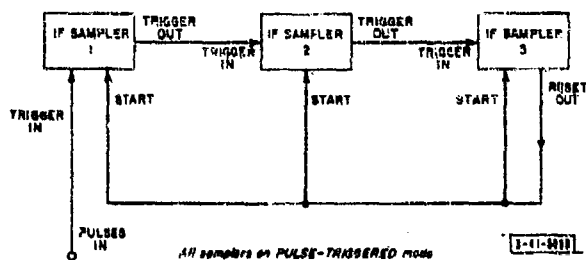 IF SAMPLER
1
TRIGGER
OUT
TRIGGER
IN
IF SAMPLER
2
TRIGGER
OUT
TRIGGER
IN
IF SAMPLER
3
TRIGGER
IN
START
START
START
RESET
OUT
PULSES
IN
All samplers on PULSE-TRIGGERED mode